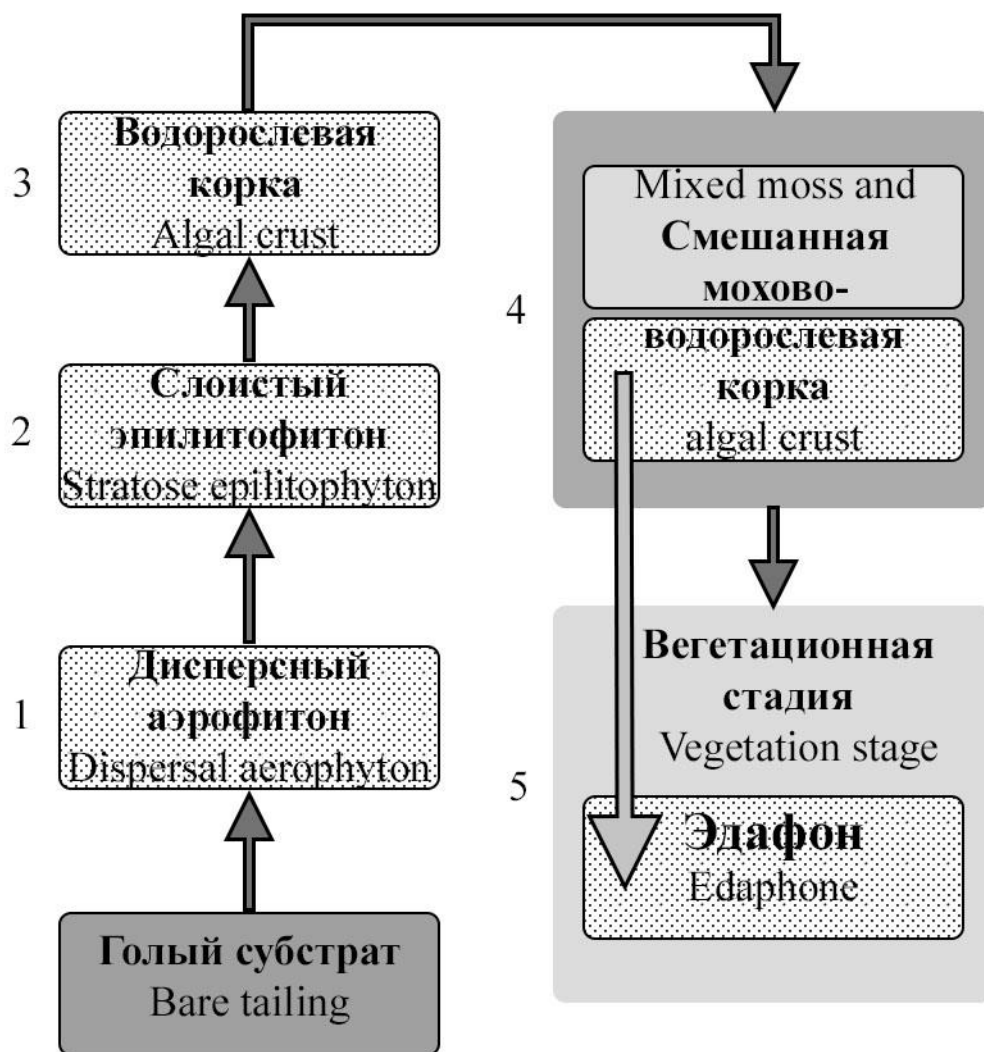 3
Водорослевая
корка
Algal crust
2
Слоистый
эпилитофитон
Stratose epilitophyton
1
Дисперсный
аэрофитон
Dispersal aerophyton
Голый субстрат
Bare tailing
4
Mixed moss and
Смешанная
мохово-
водорослевая
корка
algal crust
5
Вегетационная
стадия
Vegetation stage
Эдафон
Edaphone